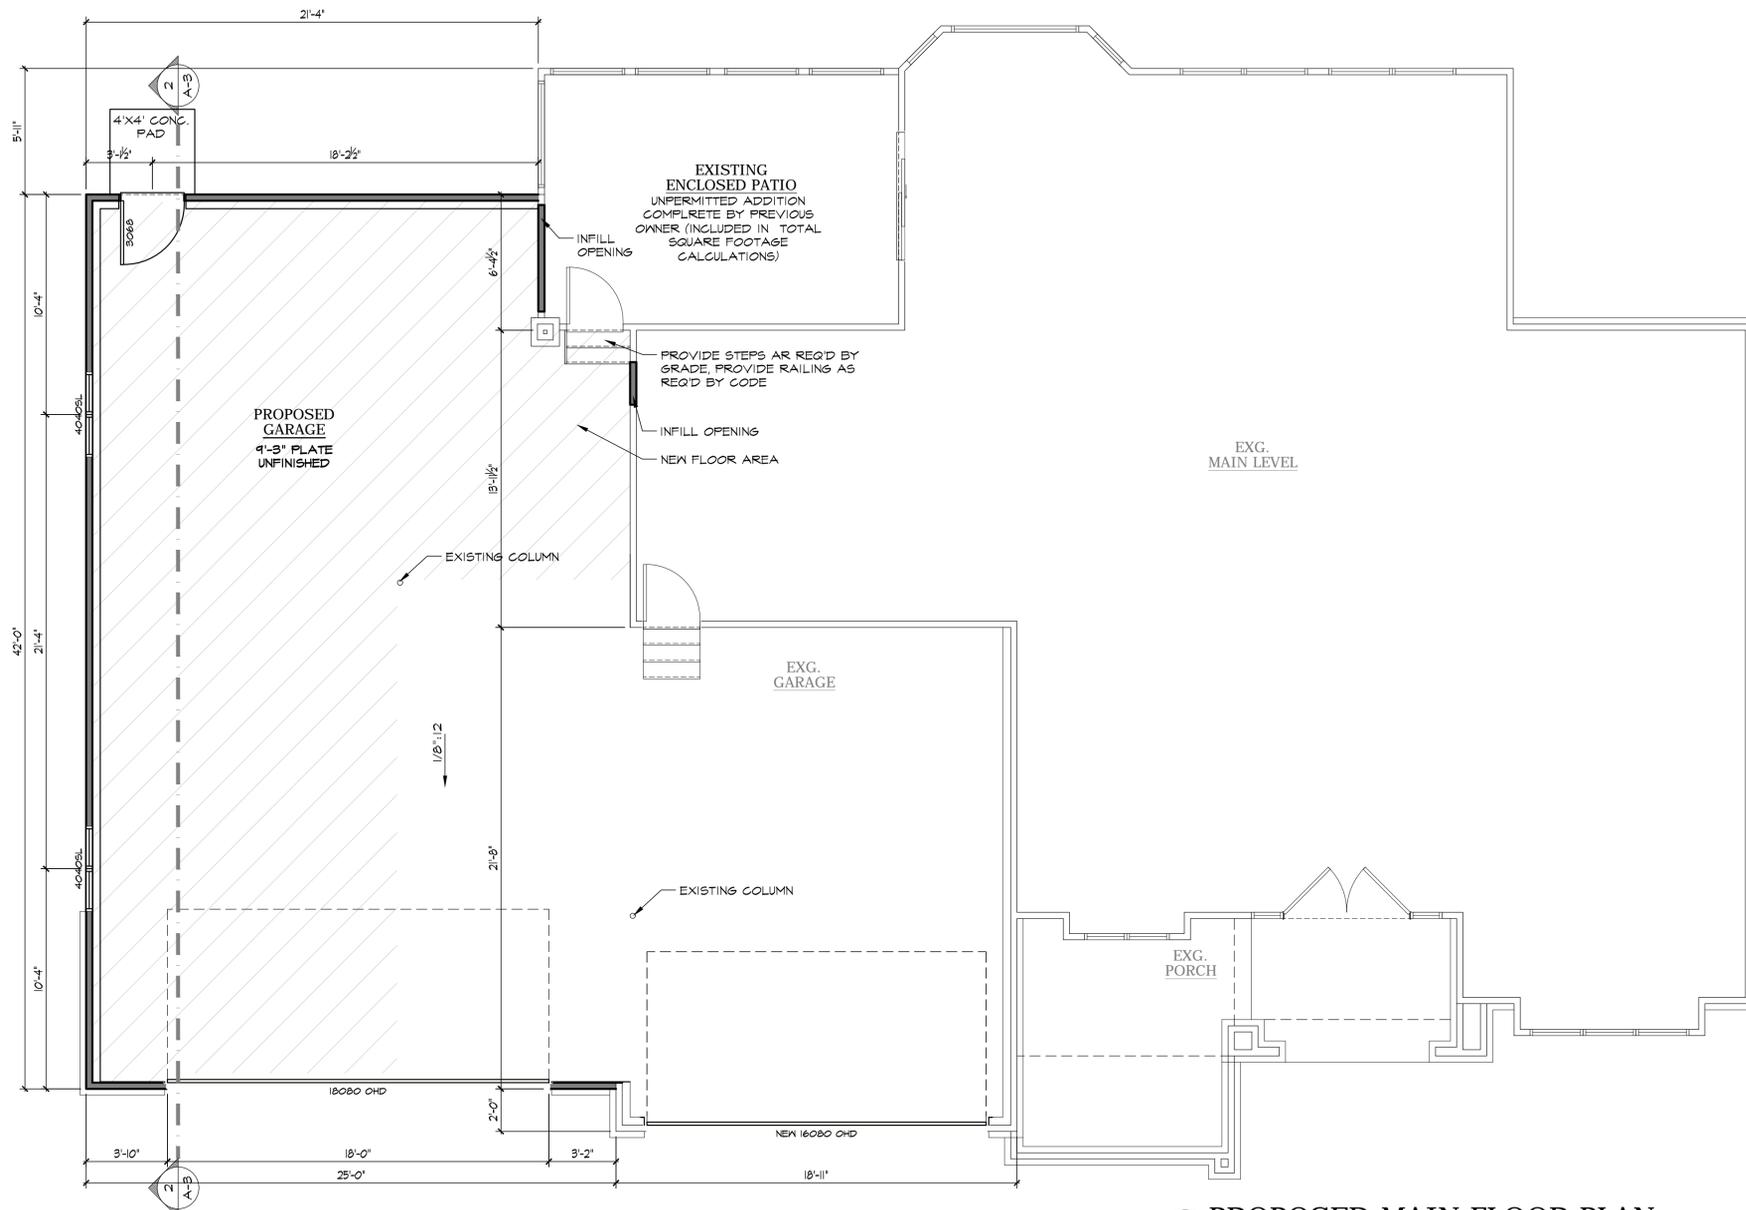 21'-4"
2
A-3
5'-11"
4'X4' CONC.
PAD
3'-1½"
18'-2½"
3068
EXISTING
ENCLOSED PATIO
UNPERMITTED ADDITION
COMPLRETE BY PREVIOUS
OWNER (INCLUDED IN TOTAL
SQUARE FOOTAGE
CALCULATIONS)
INFILL
OPENING
6'-4½"
10'-4"
PROVIDE STEPS AR REQ'D BY
GRADE, PROVIDE RAILING AS
REQ'D BY CODE
4040SL
PROPOSED
GARAGE
9'-3" PLATE
UNFINISHED
INFILL OPENING
NEW FLOOR AREA
13'-11½"
EXG.
MAIN LEVEL
EXISTING COLUMN
42'-0"
21'-4"
EXG.
GARAGE
1/8":12
21'-8"
4040SL
EXISTING COLUMN
10'-4"
EXG.
PORCH
18080 OHD
2'-0"
NEW 16080 OHD
3'-10"
18'-0"
3'-2"
25'-0"
18'-11"
2
A-3
PROPOSED MAIN FLOOR PLAN